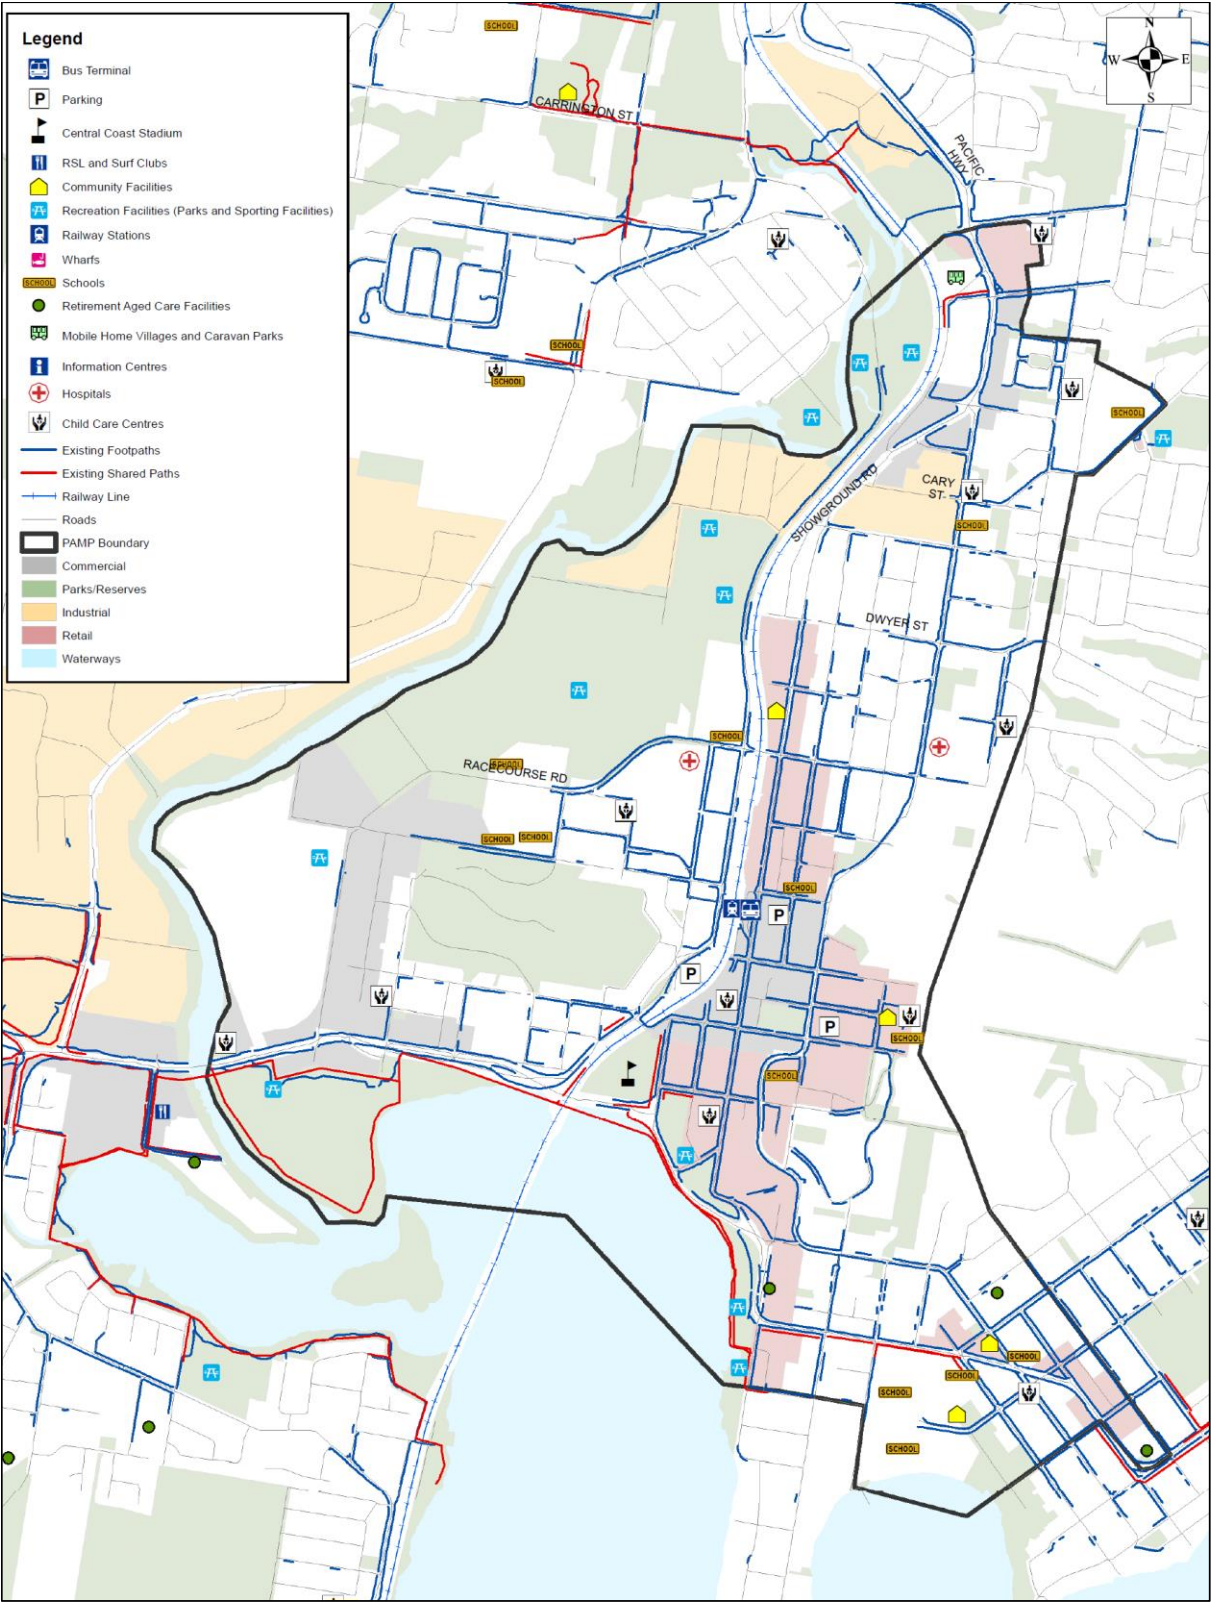 Legend
Bus Terminal
P Parking
Central Coast Stadium
RSL and Surf Clubs
Community Facilities
Recreation Facilities (Parks and Sporting Facilities)
Railway Stations
Wharfs
SCHOOL Schools
Retirement Aged Care Facilities
Mobile Home Villages and Caravan Parks
Information Centres
Hospitals
Child Care Centres
Existing Footpaths
Existing Shared Paths
Railway Line
Roads
PAMP Boundary
Commercial
Parks/Reserves
Industrial
Retail
Waterways
SCHOOL
N
W E
S
CARRINGTON ST
PACIFIC
HWY
SCHOOL
SCHOOL
SCHOOL
SHOWGROUND RD
CARY
ST
SCHOOL
DWYER ST
SCHOOL
SCHOOL
RACECOURSE RD
SCHOOL
SCHOOL
SCHOOL
P
P
P
SCHOOL
SCHOOL
SCHOOL
SCHOOL
SCHOOL
SCHOOL